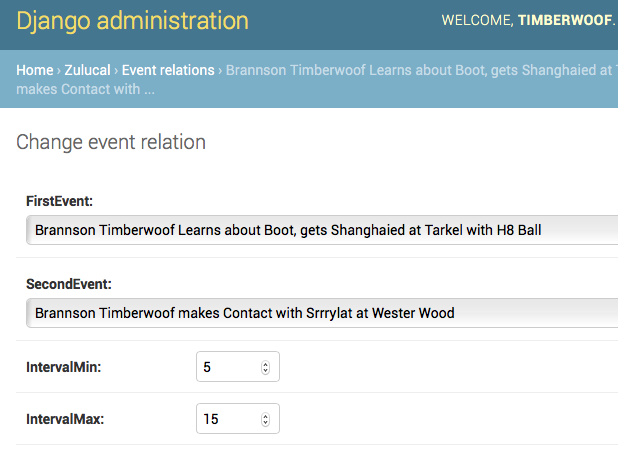 Django administration
WELCOME, TIMBERWOOF.
Home › Zulucal › Event relations › Brannson Timberwoof Learns about Boot, gets Shanghaied at
makes Contact with ...
Change event relation
FirstEvent:
Brannson Timberwoof Learns about Boot, gets Shanghaied at Tarkel with H8 Ball
SecondEvent:
Brannson Timberwoof makes Contact with Srrrylat at Wester Wood
IntervalMin: 5
IntervalMax: 15